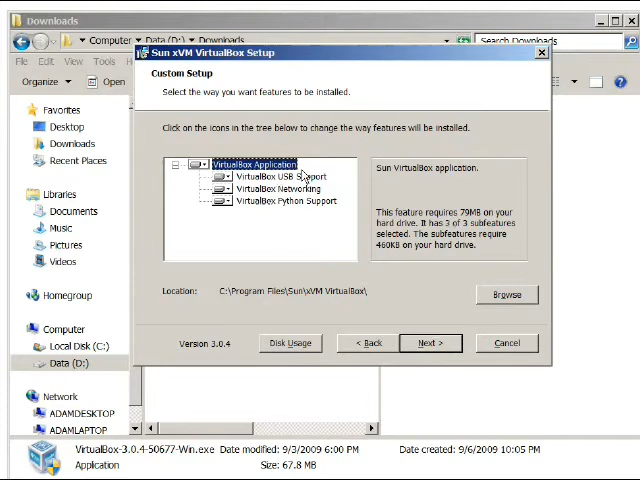 Downloads
Computer Data (D:) Downloads
Search Downloads
Sun xVM VirtualBox Setup
File Edit View Tools H
Custom Setup
Select the way you want features to be installed.
Organize Open
Favorites
Desktop
Downloads
Recent Places
Libraries
Documents
Music
Pictures
Videos
Homegroup
Computer
Local Disk (C:)
Data (D:)
Network
ADAMDESKTOP
ADAMLAPTOP
Click on the icons in the tree below to change the way features will be installed.
VirtualBox Application
VirtualBox USB Support
VirtualBox Networking
VirtualBox Python Support
Sun VirtualBox application.
This feature requires 79MB on your
hard drive. It has 3 of 3 subfeatures
selected. The subfeatures require
460KB on your hard drive.
Location: C:\Program Files\Sun\xVM VirtualBox\
Browse
Version 3.0.4
Disk Usage
< Back
Next >
Cancel
VirtualBox-3.0.4-50677-Win.exe Date modified: 9/3/2009 6:00 PM Date created: 9/6/2009 10:05 PM
Application Size: 67.8 MB